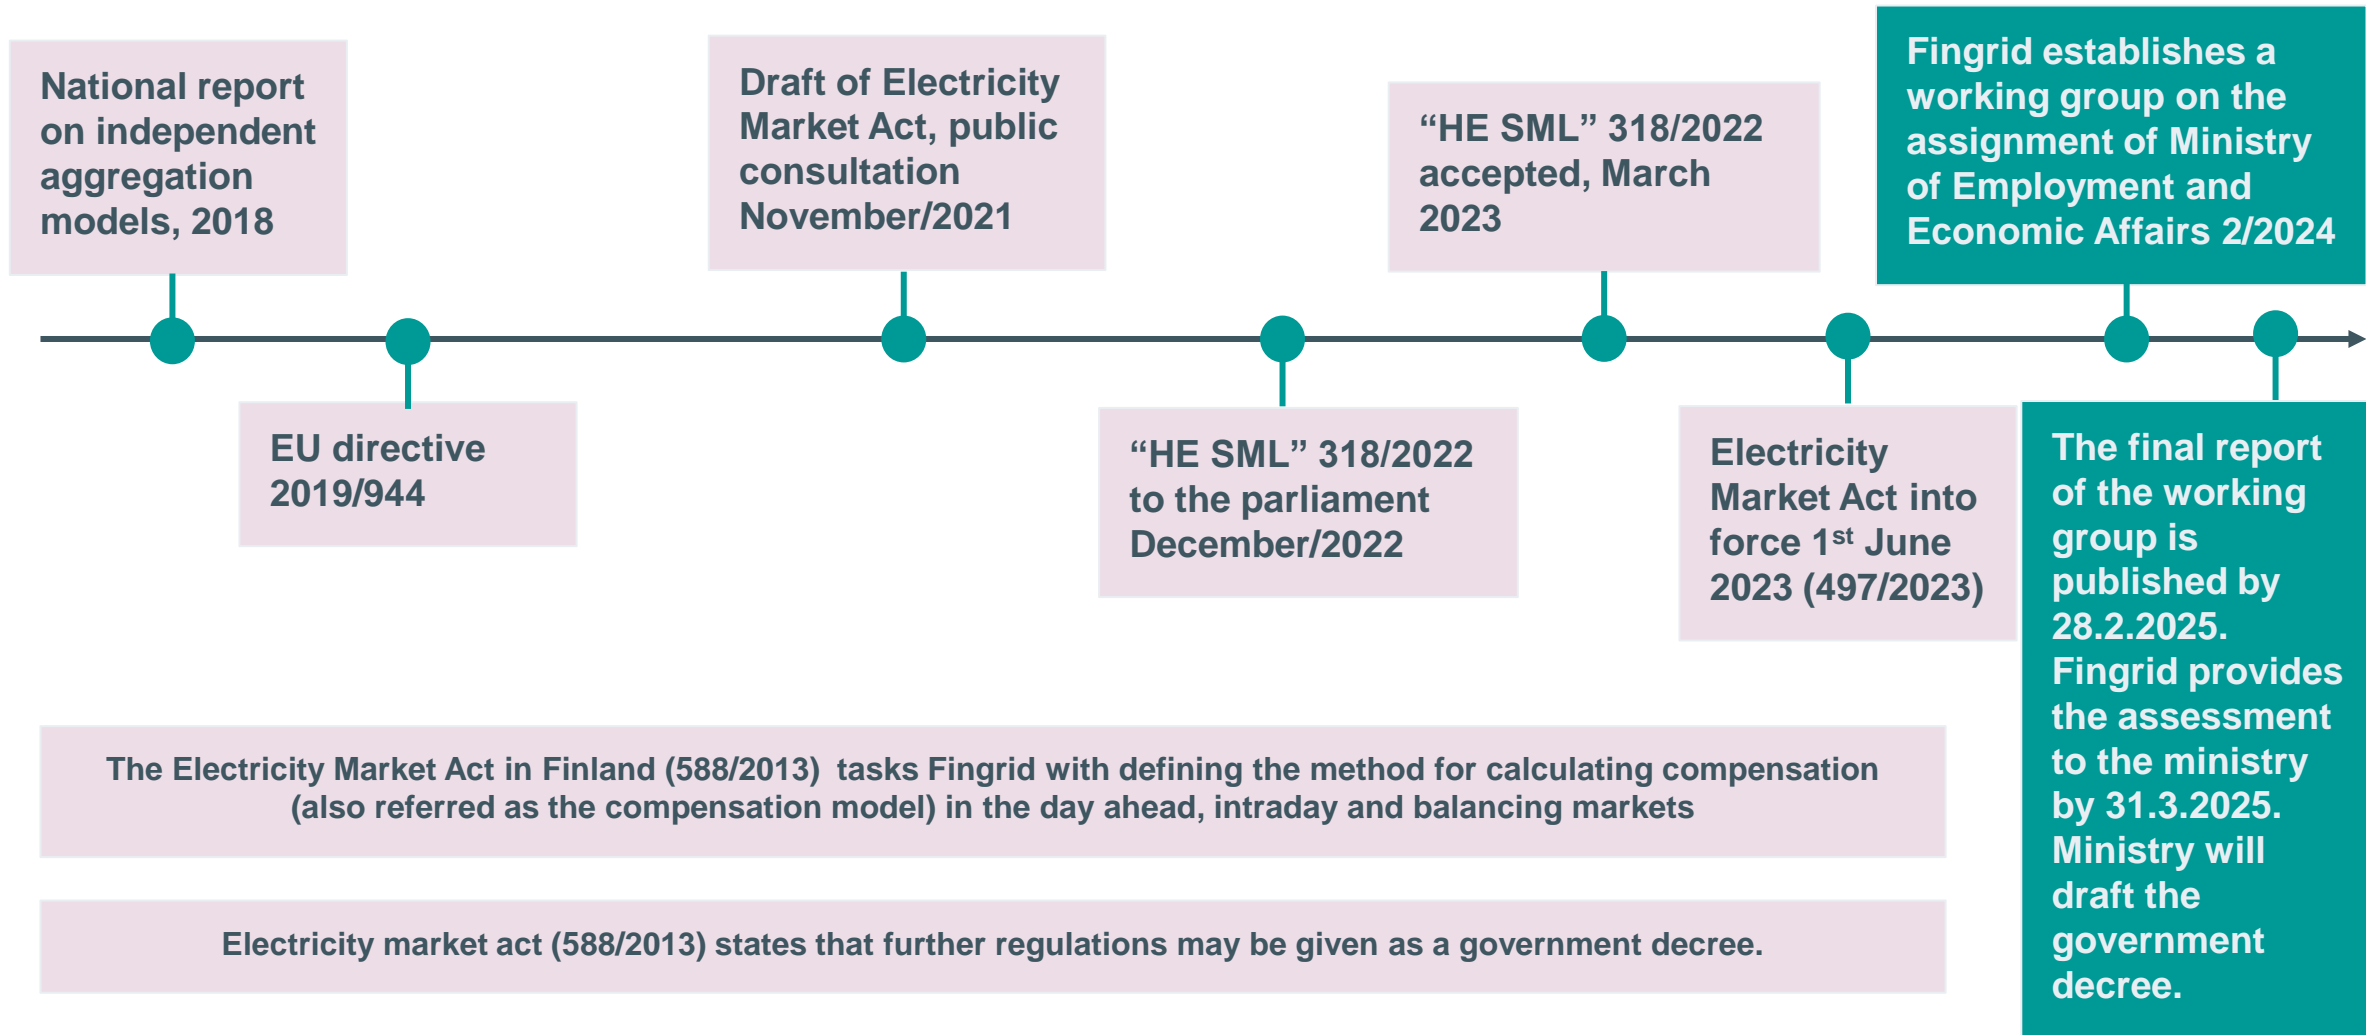 National report
on independent
aggregation
models, 2018
EU directive
2019/944
Draft of Electricity
Market Act, public
consultation
November/2021
“HE SML” 318/2022
to the parliament
December/2022
“HE SML” 318/2022
accepted, March
2023
Electricity
Market Act into
force 1st June
2023 (497/2023)
Fingrid establishes a
working group on the
assignment of Ministry
of Employment and
Economic Affairs 2/2024
The final report
of the working
group is
published by
28.2.2025.
Fingrid provides
the assessment
to the ministry
by 31.3.2025.
Ministry will
draft the
government
decree.
The Electricity Market Act in Finland (588/2013)  tasks Fingrid with defining the method for calculating compensation
(also referred as the compensation model) in the day ahead, intraday and balancing markets
Electricity market act (588/2013) states that further regulations may be given as a government decree.